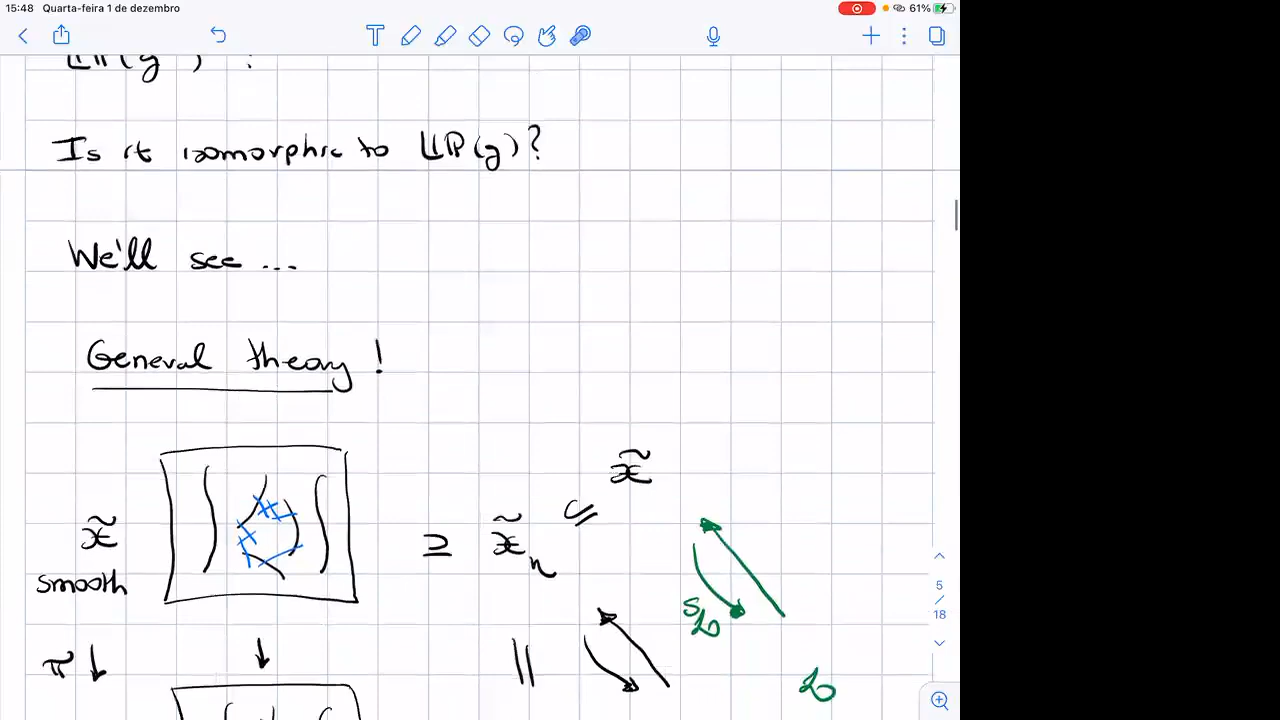 15:48 Quarta-feira 1 de dezembro 61%
Is it isomorphic to 𝕃ℝ(g)?
We'll see ...
General theory!
x̃
x̃ ⊇ x̃ₙ
smooth
5
/
18
π ↓ ↓ ||